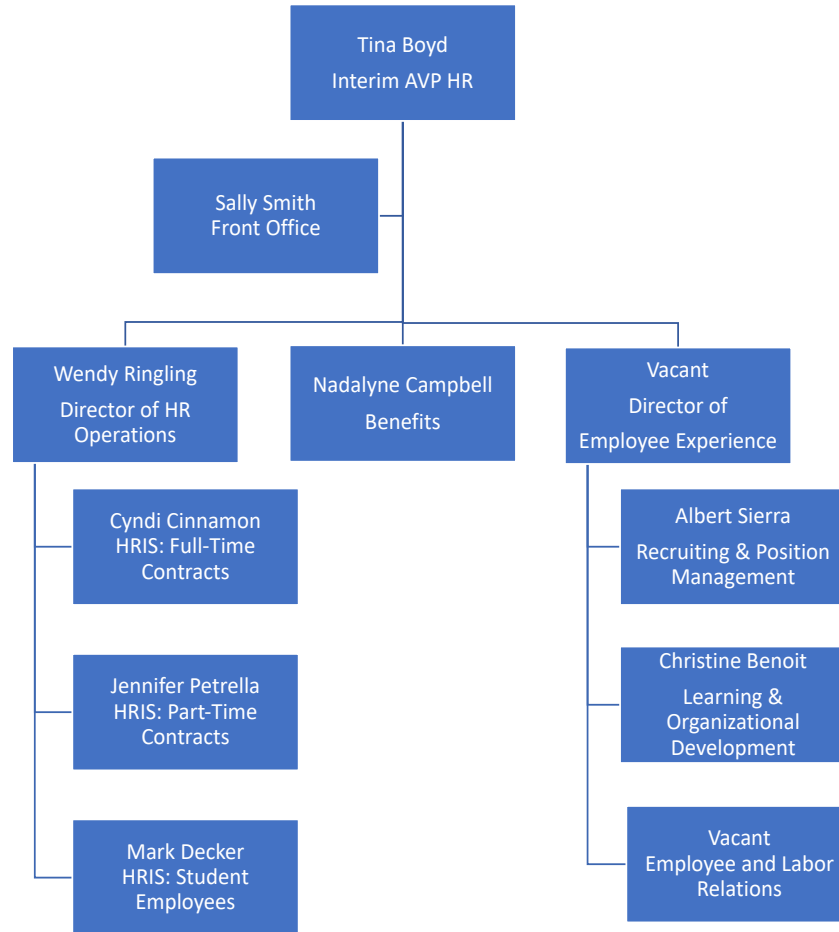 Tina Boyd
Interim AVP HR
Sally Smith
Front Office
Wendy Ringling
Director of HR
Operations
Nadalyne Campbell
Benefits
Vacant
Director of
Employee Experience
Cyndi Cinnamon
HRIS: Full-Time
Contracts
Jennifer Petrella
HRIS: Part-Time
Contracts
Mark Decker
HRIS: Student
Employees
Albert Sierra
Recruiting & Position
Management
Christine Benoit
Learning &
Organizational
Development
Vacant
Employee and Labor
Relations